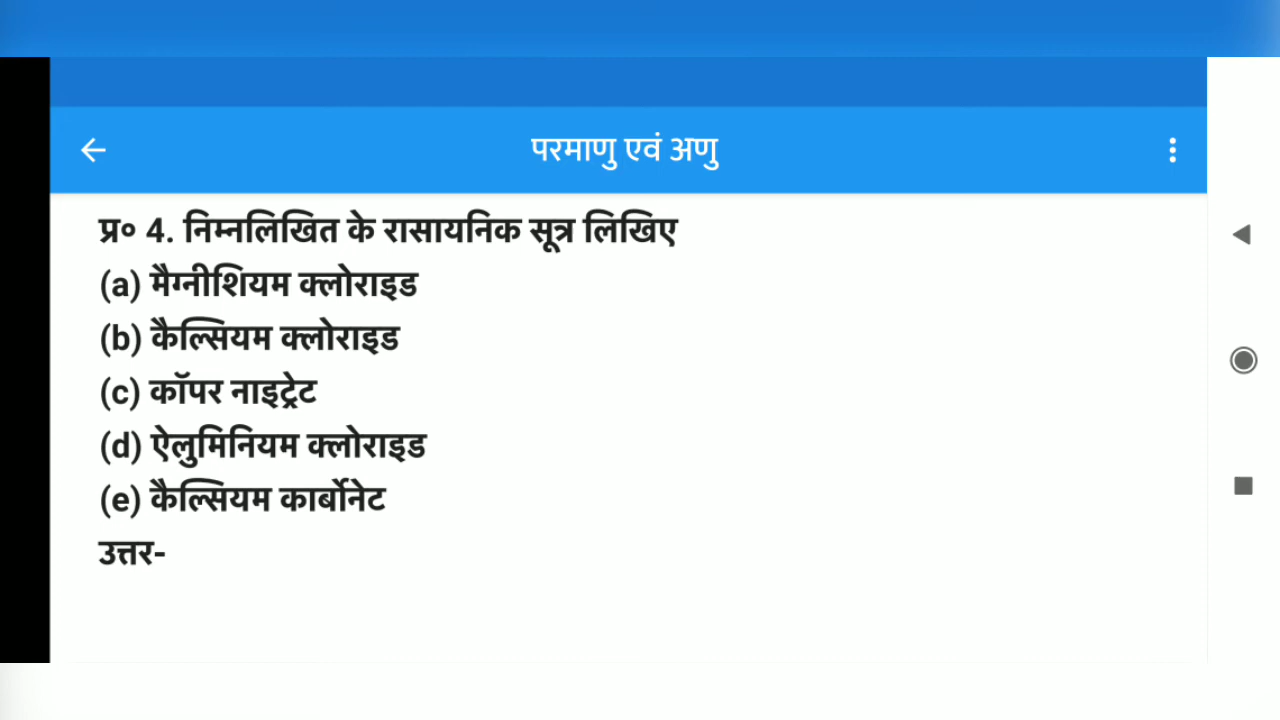 परमाणु एवं अणु
प्र० 4. निम्नलिखित के रासायनिक सूत्र लिखिए
(a) मैग्नीशियम क्लोराइड
(b) कैल्सियम क्लोराइड
(c) कॉपर नाइट्रेट
(d) ऐलुमिनियम क्लोराइड
(e) कैल्सियम कार्बोनेट
उत्तर-